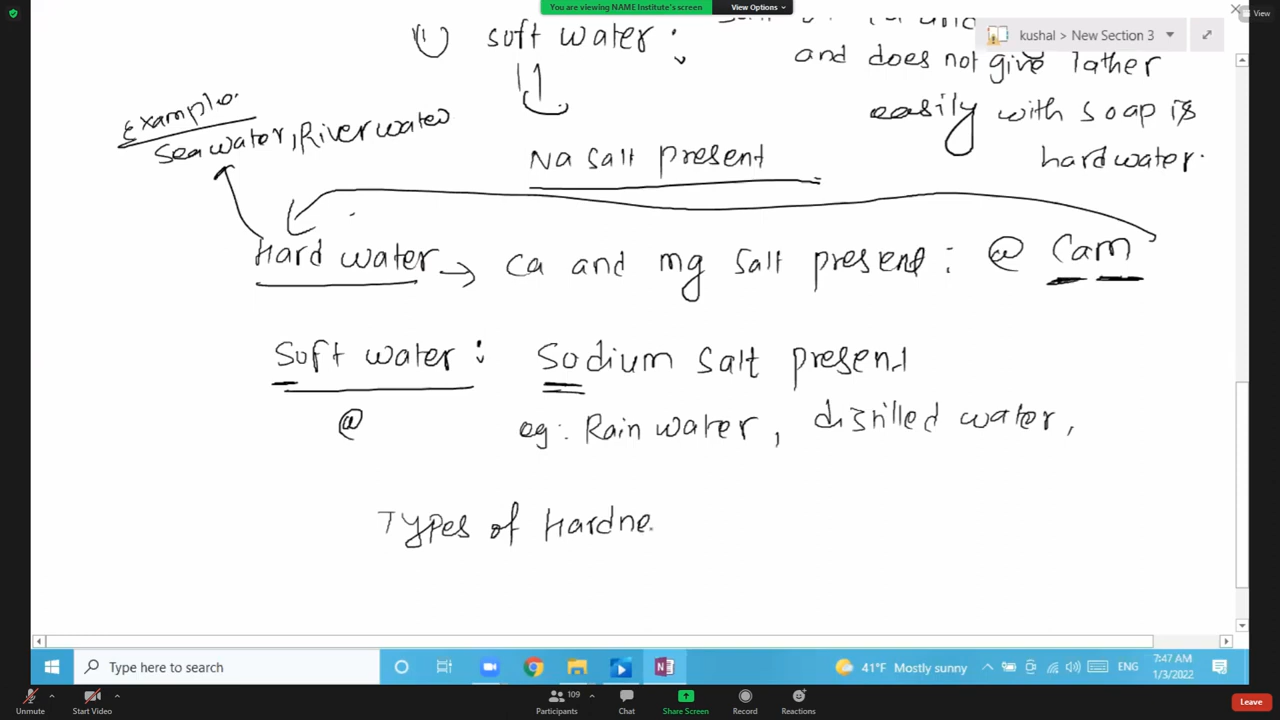 You are viewing NAME Institute's screen
View Options
View
kushal > New Section 3
soft water :
and does not give lather
easily with soap is
hardwater.
Example
Sea water, River water
Na salt present
Hard water → Ca and mg salt present : @ Cam
Soft water : Sodium salt present
@
eg: Rain water , distilled water ,
Types of Hardne
Type here to search
41°F Mostly sunny
ENG
7:47 AM
1/3/2022
Unmute
Start Video
109
Participants
Chat
Share Screen
Record
Reactions
Leave